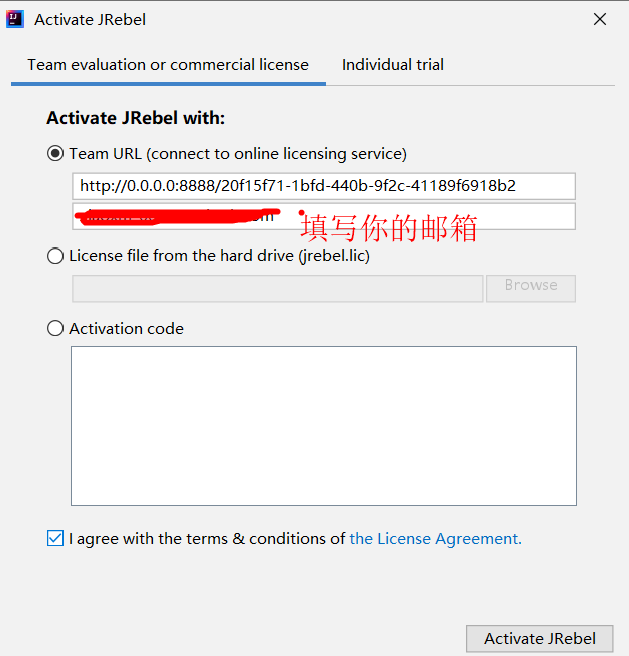 Activate JRebel
Team evaluation or commercial license
Individual trial
Activate JRebel with:
Team URL (connect to online licensing service)
http://0.0.0.0:8888/20f15f71-1bfd-440b-9f2c-41189f6918b2
填写你的邮箱
License file from the hard drive (jrebel.lic)
Browse
Activation code
I agree with the terms & conditions of the License Agreement.
Activate JRebel